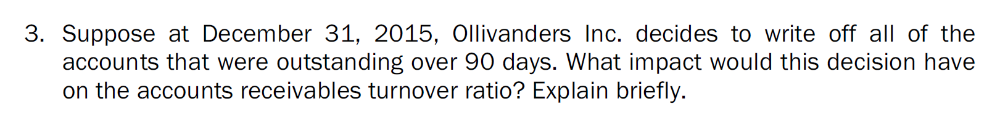 3. Suppose at December 31, 2015, Ollivanders Inc. decides to write off all of the
accounts that were outstanding over 90 days. What impact would this decision have
on the accounts receivables turnover ratio? Explain briefly.